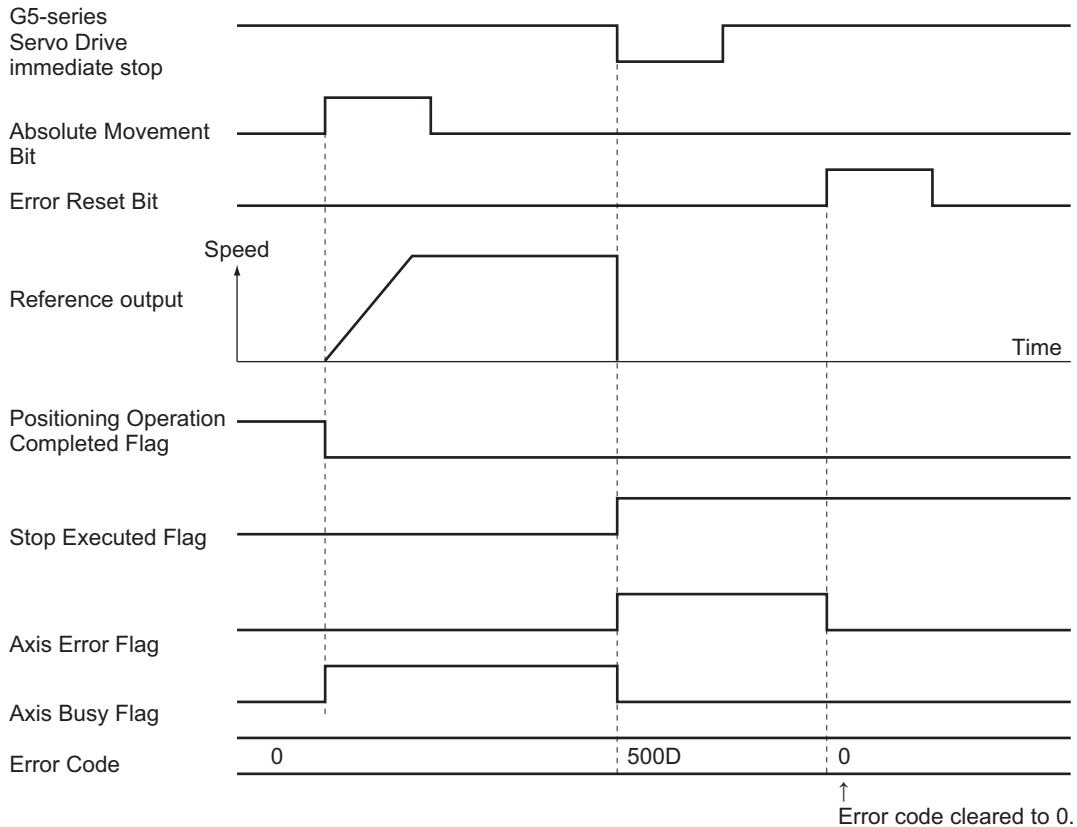 G5-series
Servo Drive
immediate stop
Absolute Movement
Bit
Error Reset Bit
Speed
Reference output
Time
Positioning Operation
Completed Flag
Stop Executed Flag
Axis Error Flag
Axis Busy Flag
Error Code
0
500D
0
↑
Error code cleared to 0.